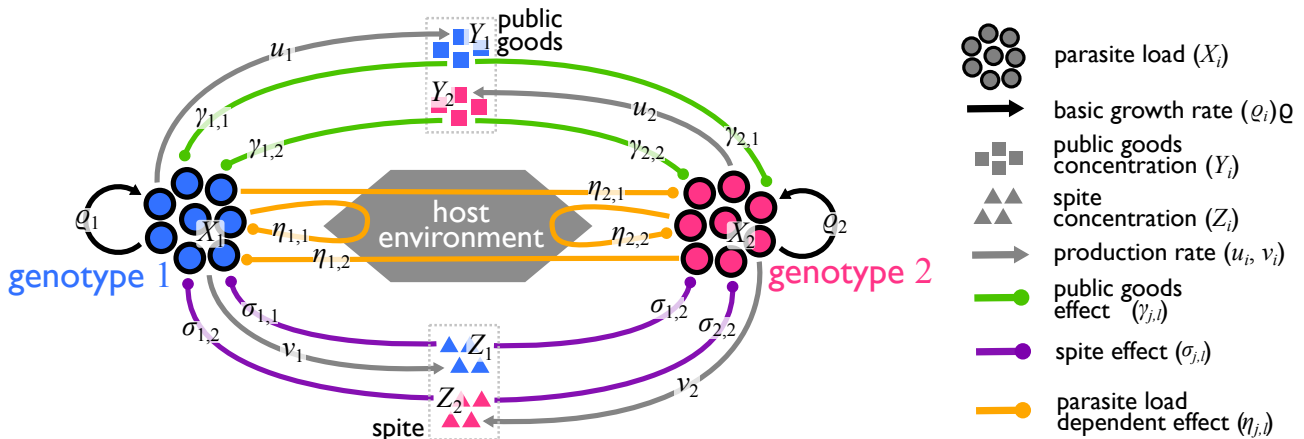 public
goods
u₁
Y₁
Y₂
u₂
γ₁,₁
γ₁,₂
γ₂,₂
γ₂,₁
ϱ₁
X₁
genotype 1
host
environment
η₂,₁
η₁,₁
η₂,₂
η₁,₂
X₂
ϱ₂
genotype 2
σ₁,₂
σ₁,₁
v₁
Z₁
Z₂
σ₁,₂
σ₂,₂
v₂
spite
parasite load (Xᵢ)
basic growth rate (ϱᵢ)ϱ
public goods
concentration (Yᵢ)
spite
concentration (Zᵢ)
production rate (uᵢ, vᵢ)
public goods
effect (γⱼ,ₗ)
spite effect (σⱼ,ₗ)
parasite load
dependent effect (ηⱼ,ₗ)